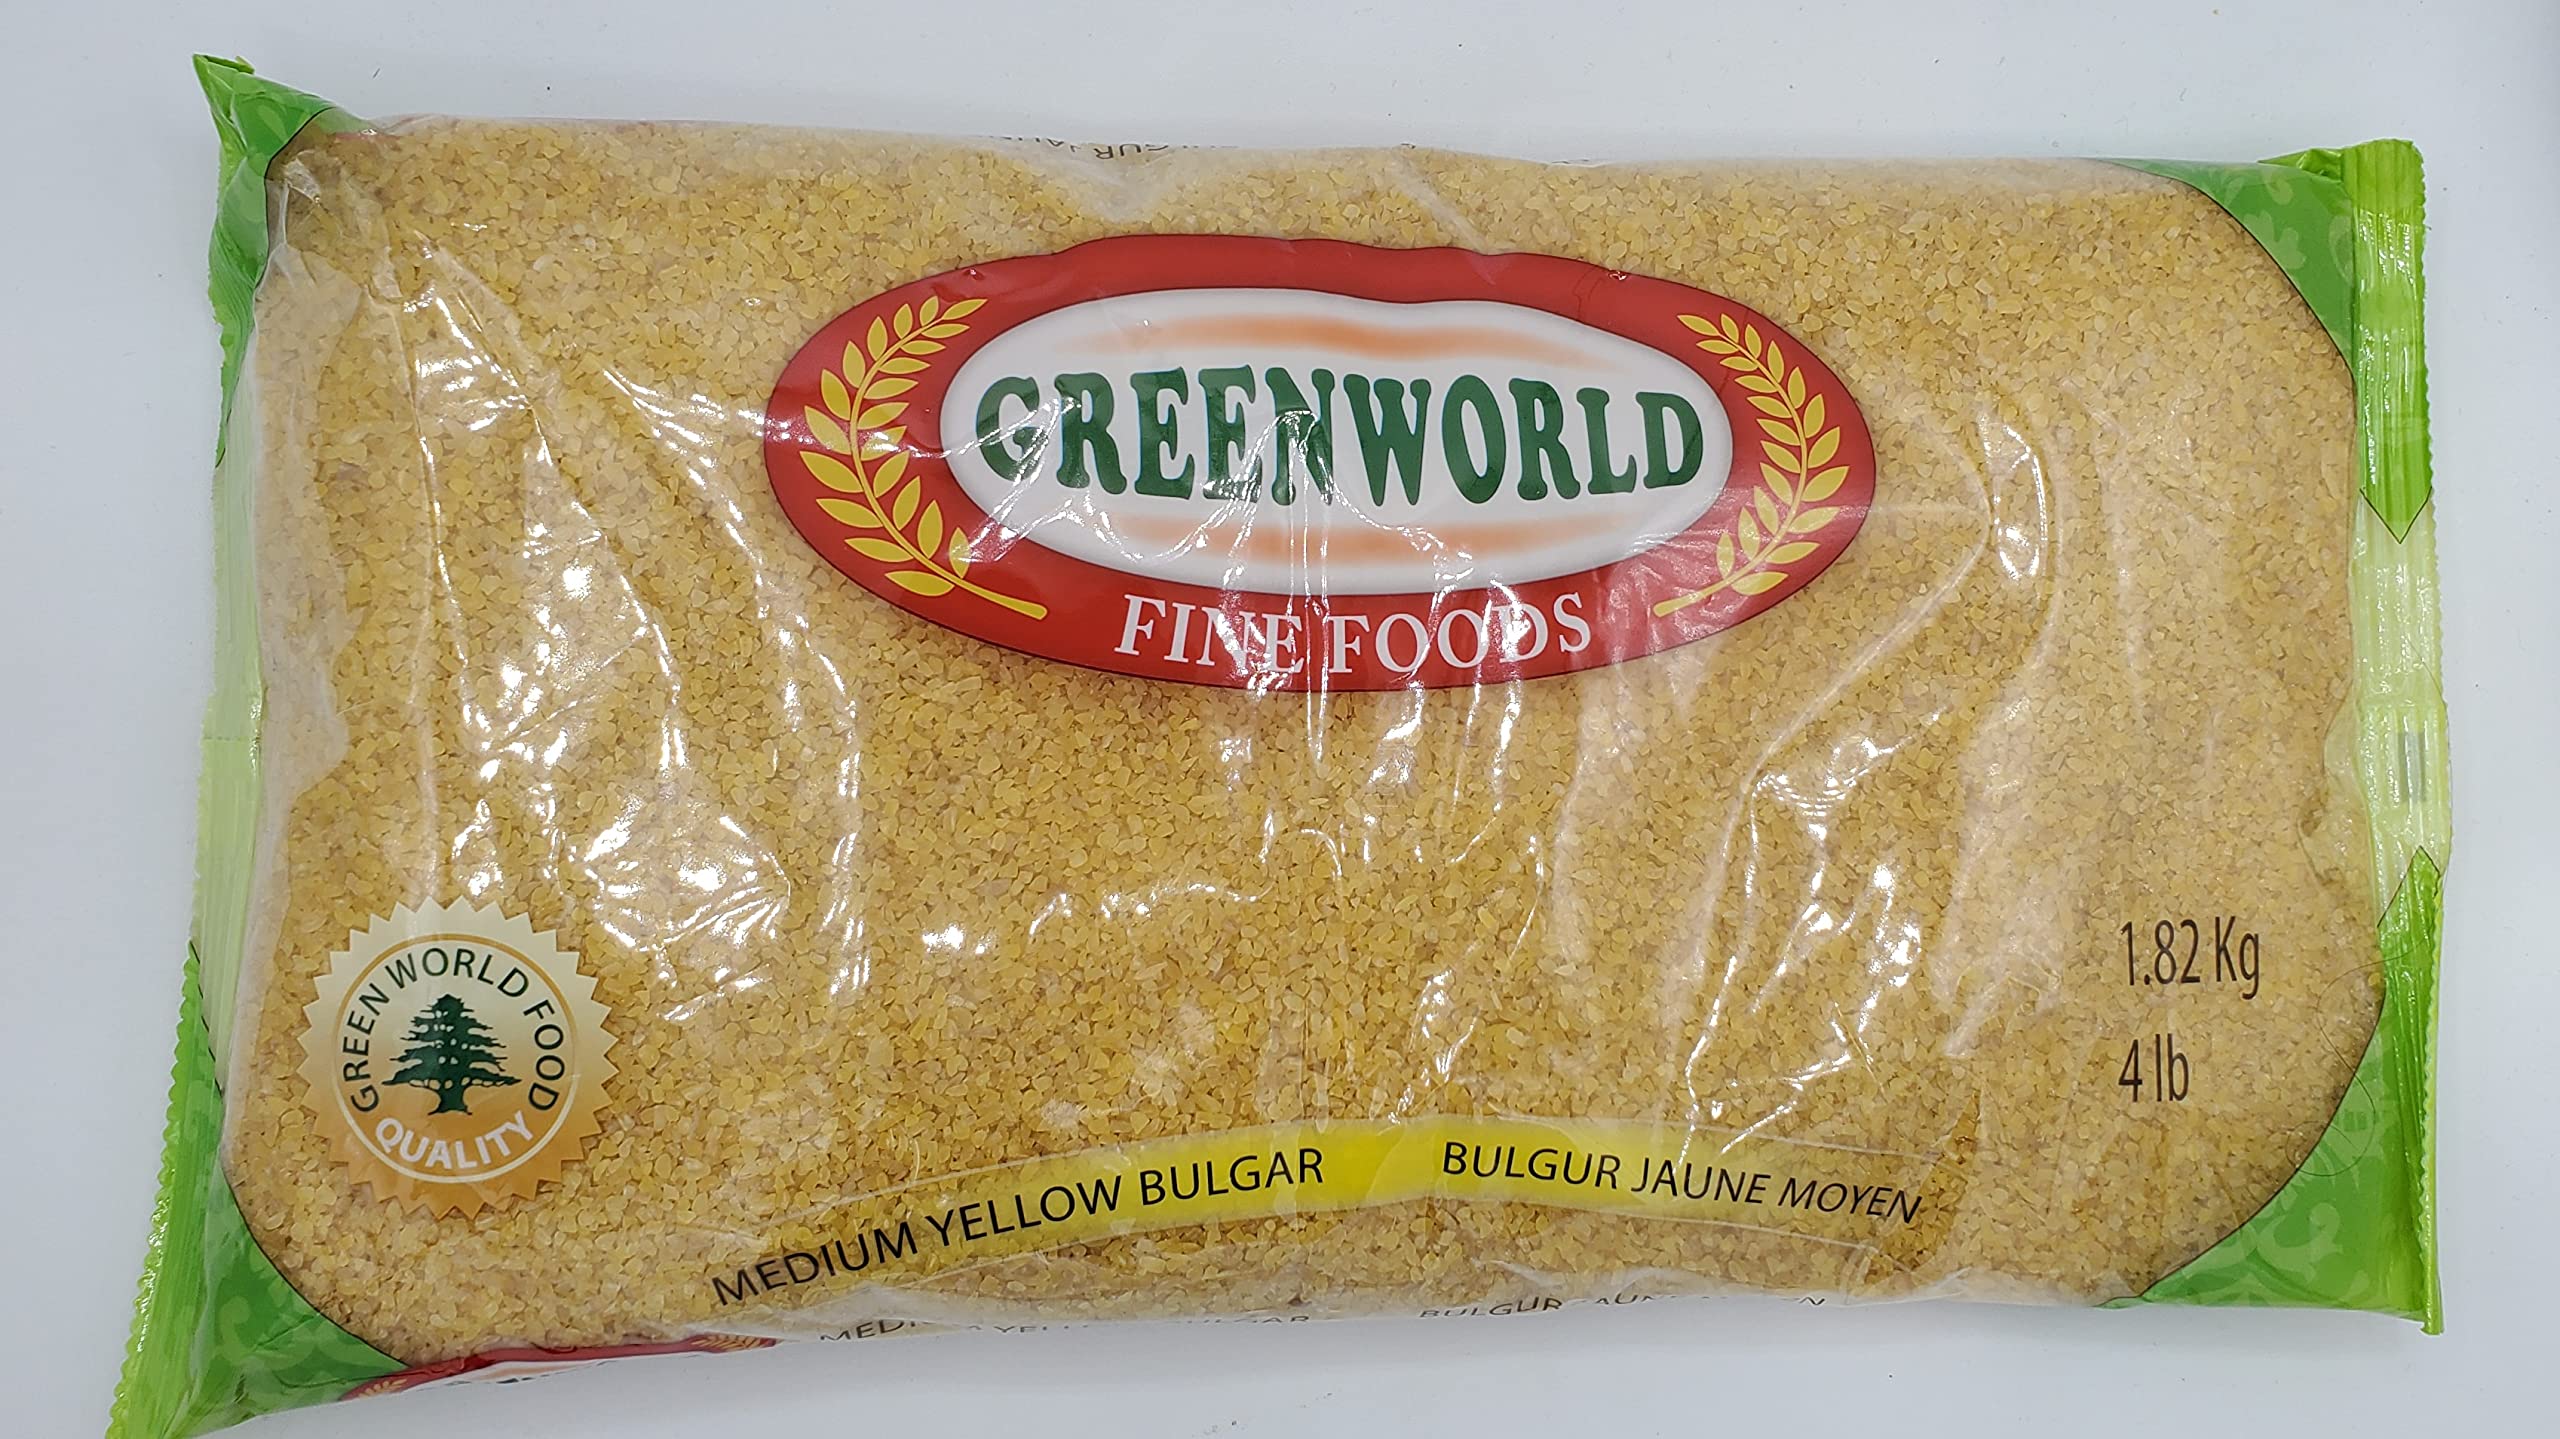 GREENWORLD
FINE FOODS
GREEN WORLD FOOD
QUALITY
1.82 Kg
4 lb
MEDIUM YELLOW BULGAR
BULGUR JAUNE MOYEN